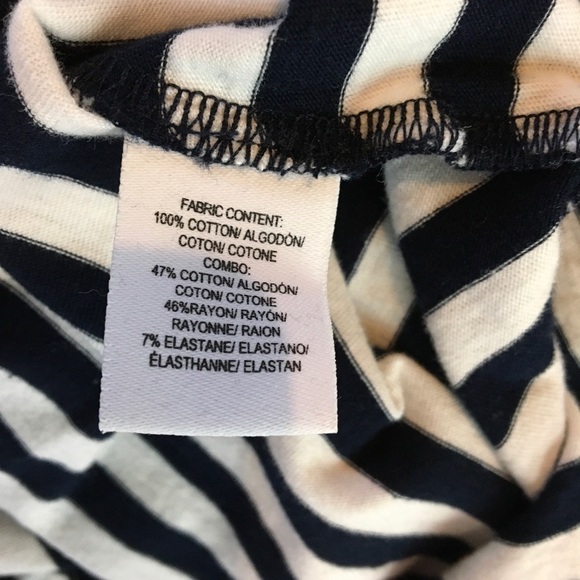 FABRIC CONTENT:
100% COTTON/ ALGODÓN/
COTON/ COTONE
COMBO:
47% COTTON/ ALGODÓN/
COTON/ COTONE
46%RAYON/ RAYÓN/
RAYONNE/ RAION
7% ELASTANE/ ELASTANO/
ÉLASTHANNE/ ELASTAN